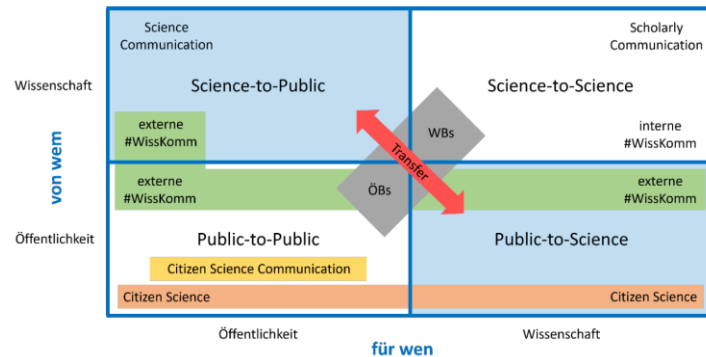 Science
Communication
Scholarly
Communication
Wissenschaft
Science-to-Public
Science-to-Science
externe
#WissKomm
WBs
interne
#WissKomm
Transfer
von wem
externe
#WissKomm
ÖBs
externe
#WissKomm
Öffentlichkeit
Public-to-Public
Public-to-Science
Citizen Science Communication
Citizen Science
Citizen Science
Öffentlichkeit
Wissenschaft
für wen